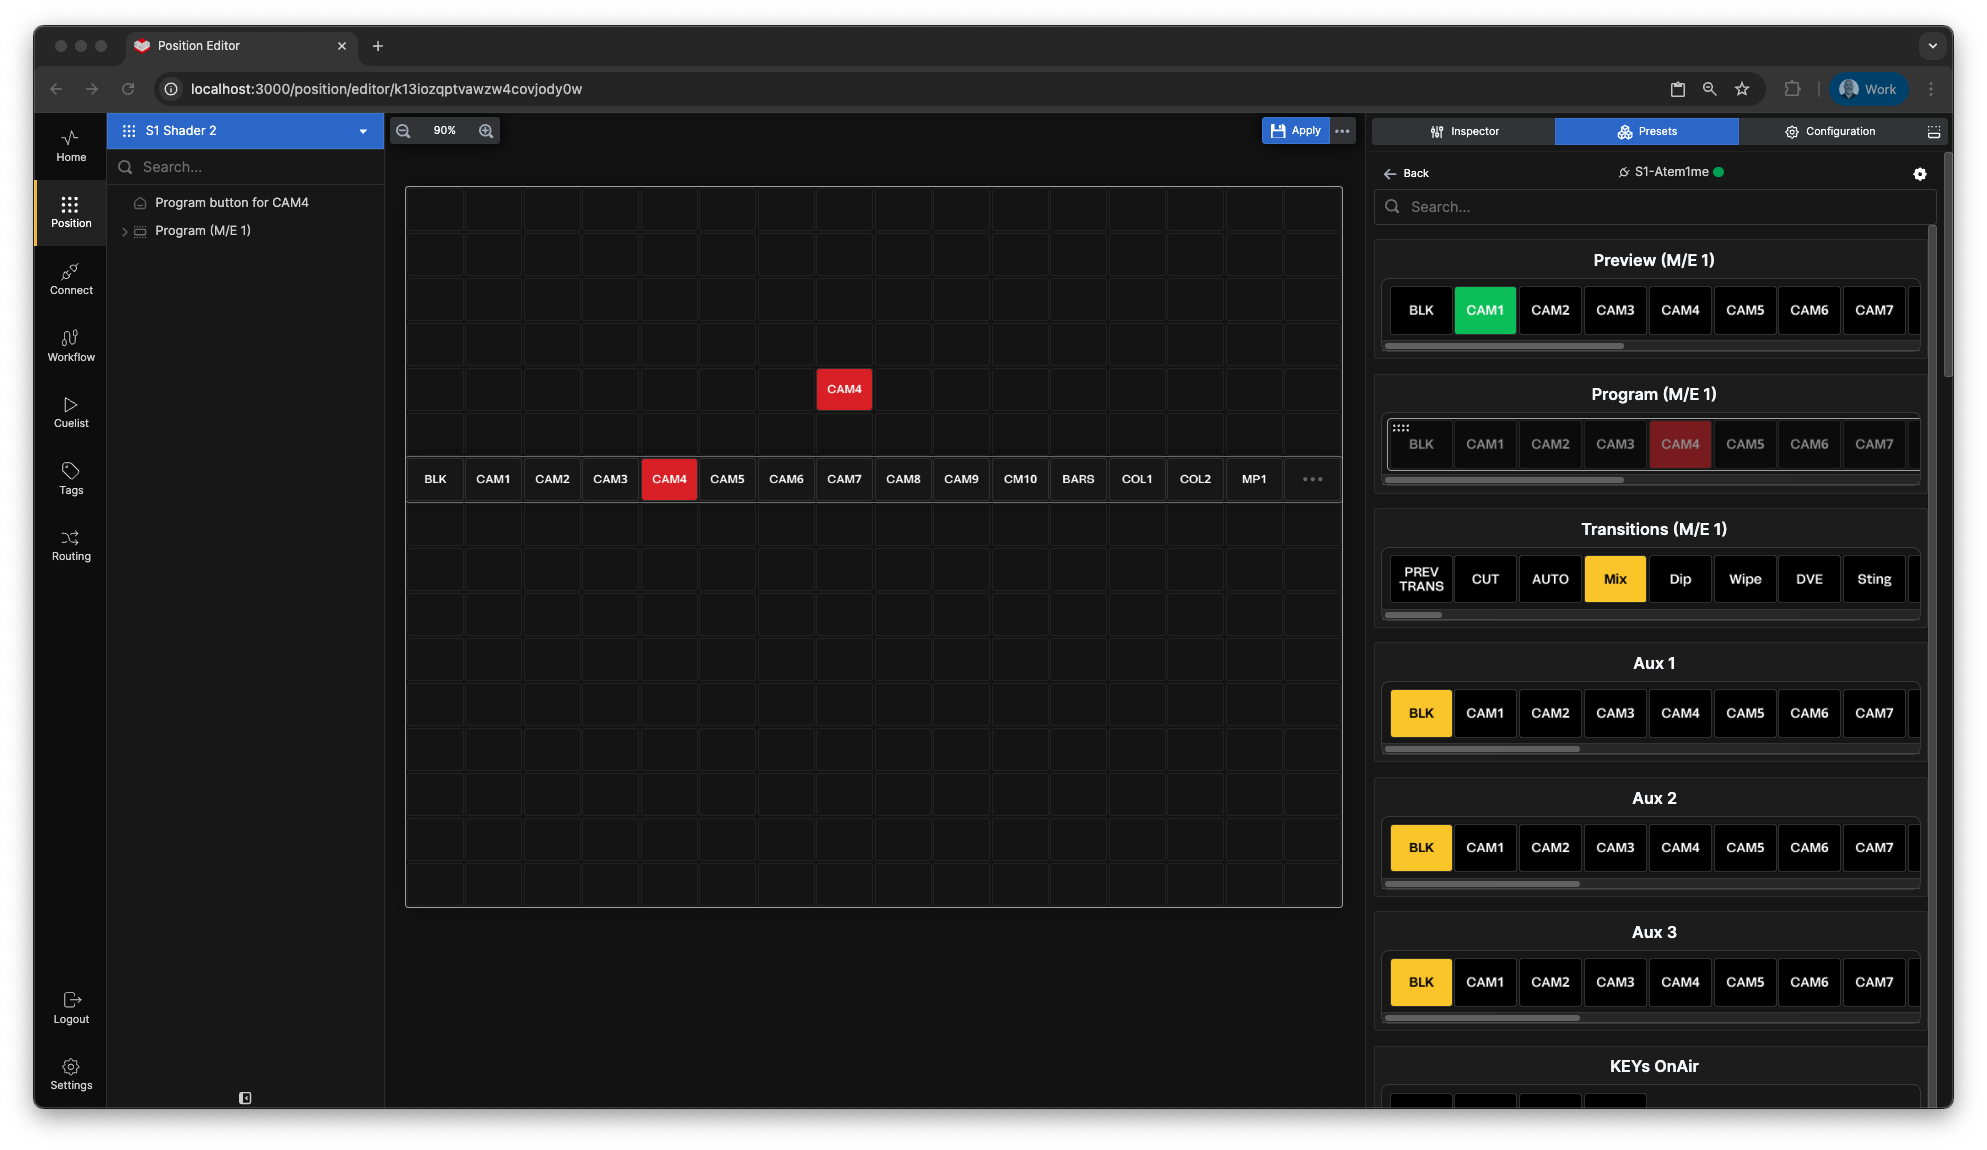 Position Editor
localhost:3000/position/editor/k13iozqptvawzw4covjody0w
Work
Home
Position
Connect
Workflow
Cuelist
Tags
Routing
Logout
Settings
S1 Shader 2
Search...
Program button for CAM4
Program (M/E 1)
90%
Apply
CAM4
BLK CAM1 CAM2 CAM3 CAM4 CAM5 CAM6 CAM7 CAM8 CAM9 CM10 BARS COL1 COL2 MP1
Inspector Presets Configuration
Back S1-Atem1me
Search...
Preview (M/E 1)
BLK CAM1 CAM2 CAM3 CAM4 CAM5 CAM6 CAM7
Program (M/E 1)
BLK CAM1 CAM2 CAM3 CAM4 CAM5 CAM6 CAM7
Transitions (M/E 1)
PREV TRANS CUT AUTO Mix Dip Wipe DVE Sting
Aux 1
BLK CAM1 CAM2 CAM3 CAM4 CAM5 CAM6 CAM7
Aux 2
BLK CAM1 CAM2 CAM3 CAM4 CAM5 CAM6 CAM7
Aux 3
BLK CAM1 CAM2 CAM3 CAM4 CAM5 CAM6 CAM7
KEYs OnAir